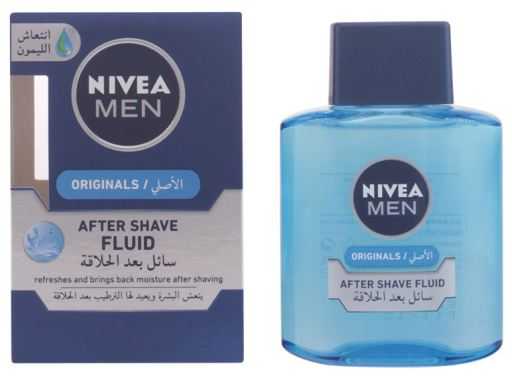 انتعاش
الليمون
NIVEA
MEN
ORIGINALS / الأصلي
AFTER SHAVE
FLUID
سائل بعد الحلاقة
refreshes and brings back moisture after shaving
ينعش البشرة ويعيد لها الترطيب بعد الحلاقة
NIVEA
MEN
ORIGINALS / الأصلي
AFTER SHAVE FLUID
سائل بعد الحلاقة